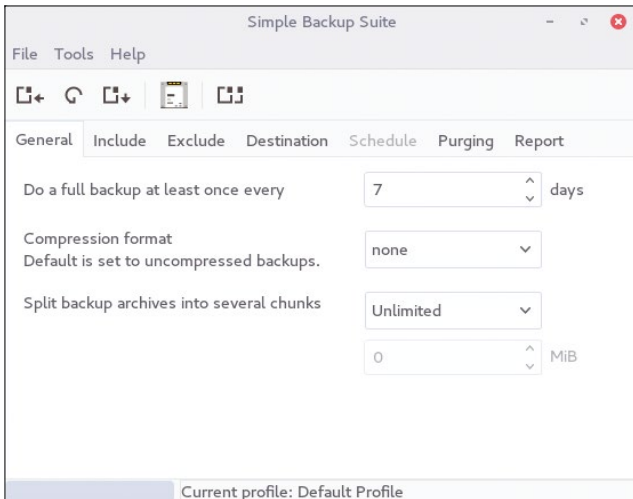 Simple Backup Suite
File Tools Help
General Include Exclude Destination Schedule Purging Report
Do a full backup at least once every 7 days
Compression format
Default is set to uncompressed backups. none
Split backup archives into several chunks Unlimited
0 MiB
Current profile: Default Profile